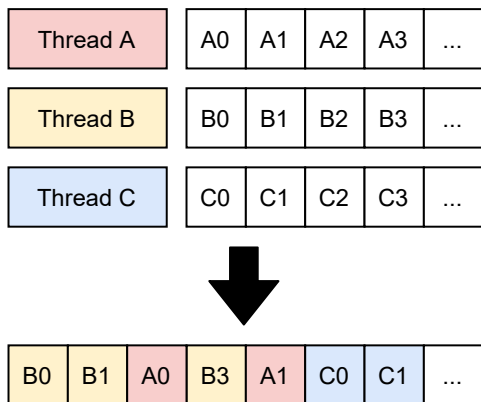 Thread A A0 A1 A2 A3 ...
Thread B B0 B1 B2 B3 ...
Thread C C0 C1 C2 C3 ...
B0 B1 A0 B3 A1 C0 C1 ...